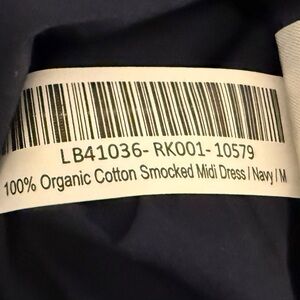 LB41036-RK001-10579
100% Organic Cotton Smocked Midi Dress / Navy / M